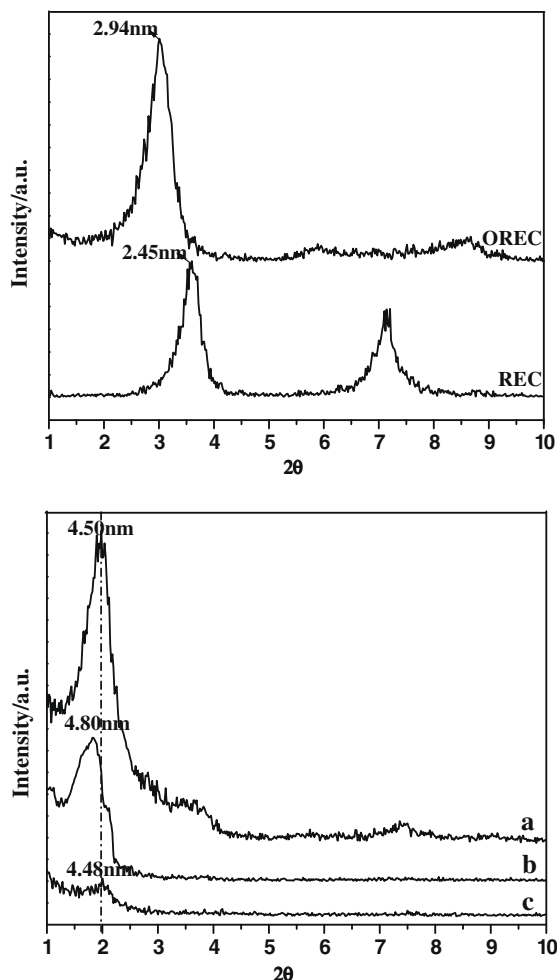 2.94nm
Intensity/a.u.
OREC
2.45nm
REC
1 2 3 4 5 6 7 8 9 10
2θ
4.50nm
Intensity/a.u.
4.80nm
a
b
4.48nm
c
1 2 3 4 5 6 7 8 9 10
2θ